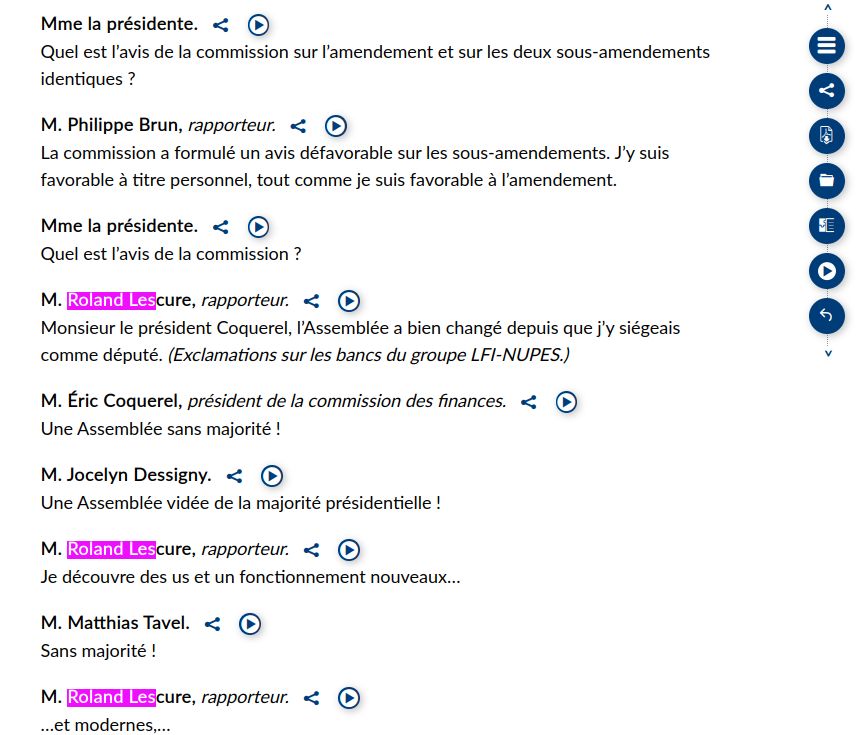 Mme la présidente.
Quel est l’avis de la commission sur l’amendement et sur les deux sous-amendements
identiques ?
M. Philippe Brun, rapporteur.
La commission a formulé un avis défavorable sur les sous-amendements. J’y suis
favorable à titre personnel, tout comme je suis favorable à l’amendement.
Mme la présidente.
Quel est l’avis de la commission ?
M. Roland Lescure, rapporteur.
Monsieur le président Coquerel, l’Assemblée a bien changé depuis que j’y siégeais
comme député. (Exclamations sur les bancs du groupe LFI-NUPES.)
M. Éric Coquerel, président de la commission des finances.
Une Assemblée sans majorité !
M. Jocelyn Dessigny.
Une Assemblée vidée de la majorité présidentielle !
M. Roland Lescure, rapporteur.
Je découvre des us et un fonctionnement nouveaux…
M. Matthias Tavel.
Sans majorité !
M. Roland Lescure, rapporteur.
…et modernes,…